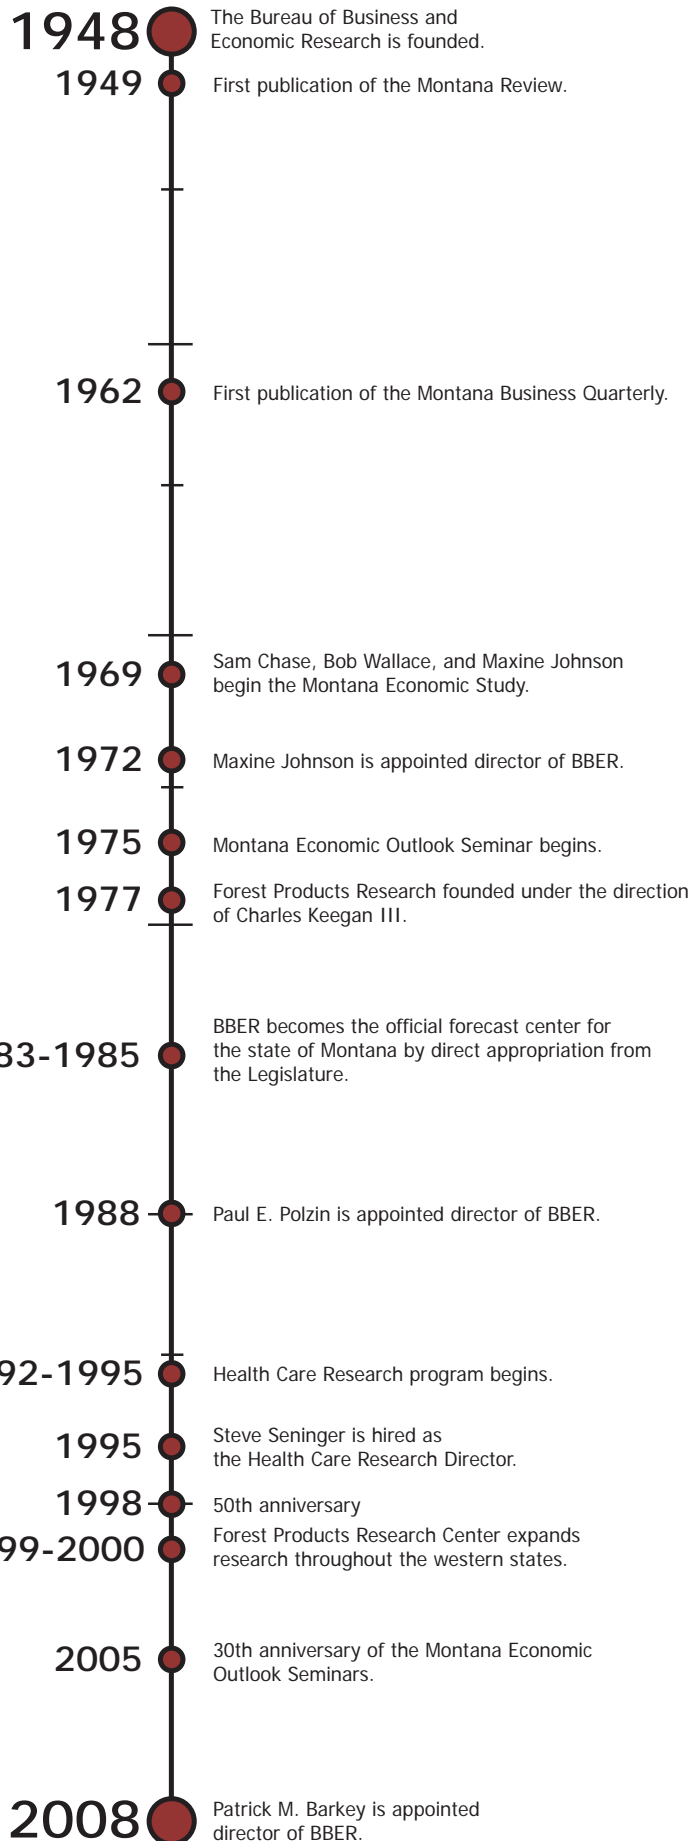 1948
The Bureau of Business and
Economic Research is founded.
1949
First publication of the Montana Review.
1962
First publication of the Montana Business Quarterly.
1969
Sam Chase, Bob Wallace, and Maxine Johnson
begin the Montana Economic Study.
1972
Maxine Johnson is appointed director of BBER.
1975
Montana Economic Outlook Seminar begins.
1977
Forest Products Research founded under the direction
of Charles Keegan III.
83-1985
BBER becomes the official forecast center for
the state of Montana by direct appropriation from
the Legislature.
1988
Paul E. Polzin is appointed director of BBER.
92-1995
Health Care Research program begins.
1995
Steve Seninger is hired as
the Health Care Research Director.
1998
50th anniversary
99-2000
Forest Products Research Center expands
research throughout the western states.
2005
30th anniversary of the Montana Economic
Outlook Seminars.
2008
Patrick M. Barkey is appointed
director of BBER.